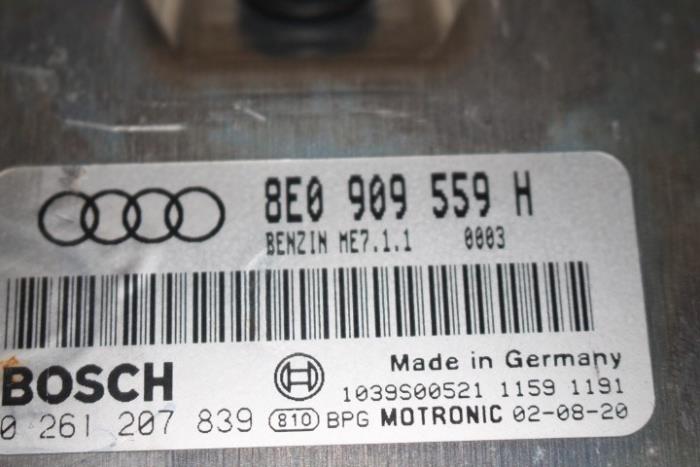 8E0 909 559 H
BENZIN ME7.1.1 0003
BOSCH
Made in Germany
1039S00521 1159 1191
0 261 207 839 810 BPG MOTRONIC 02-08-20